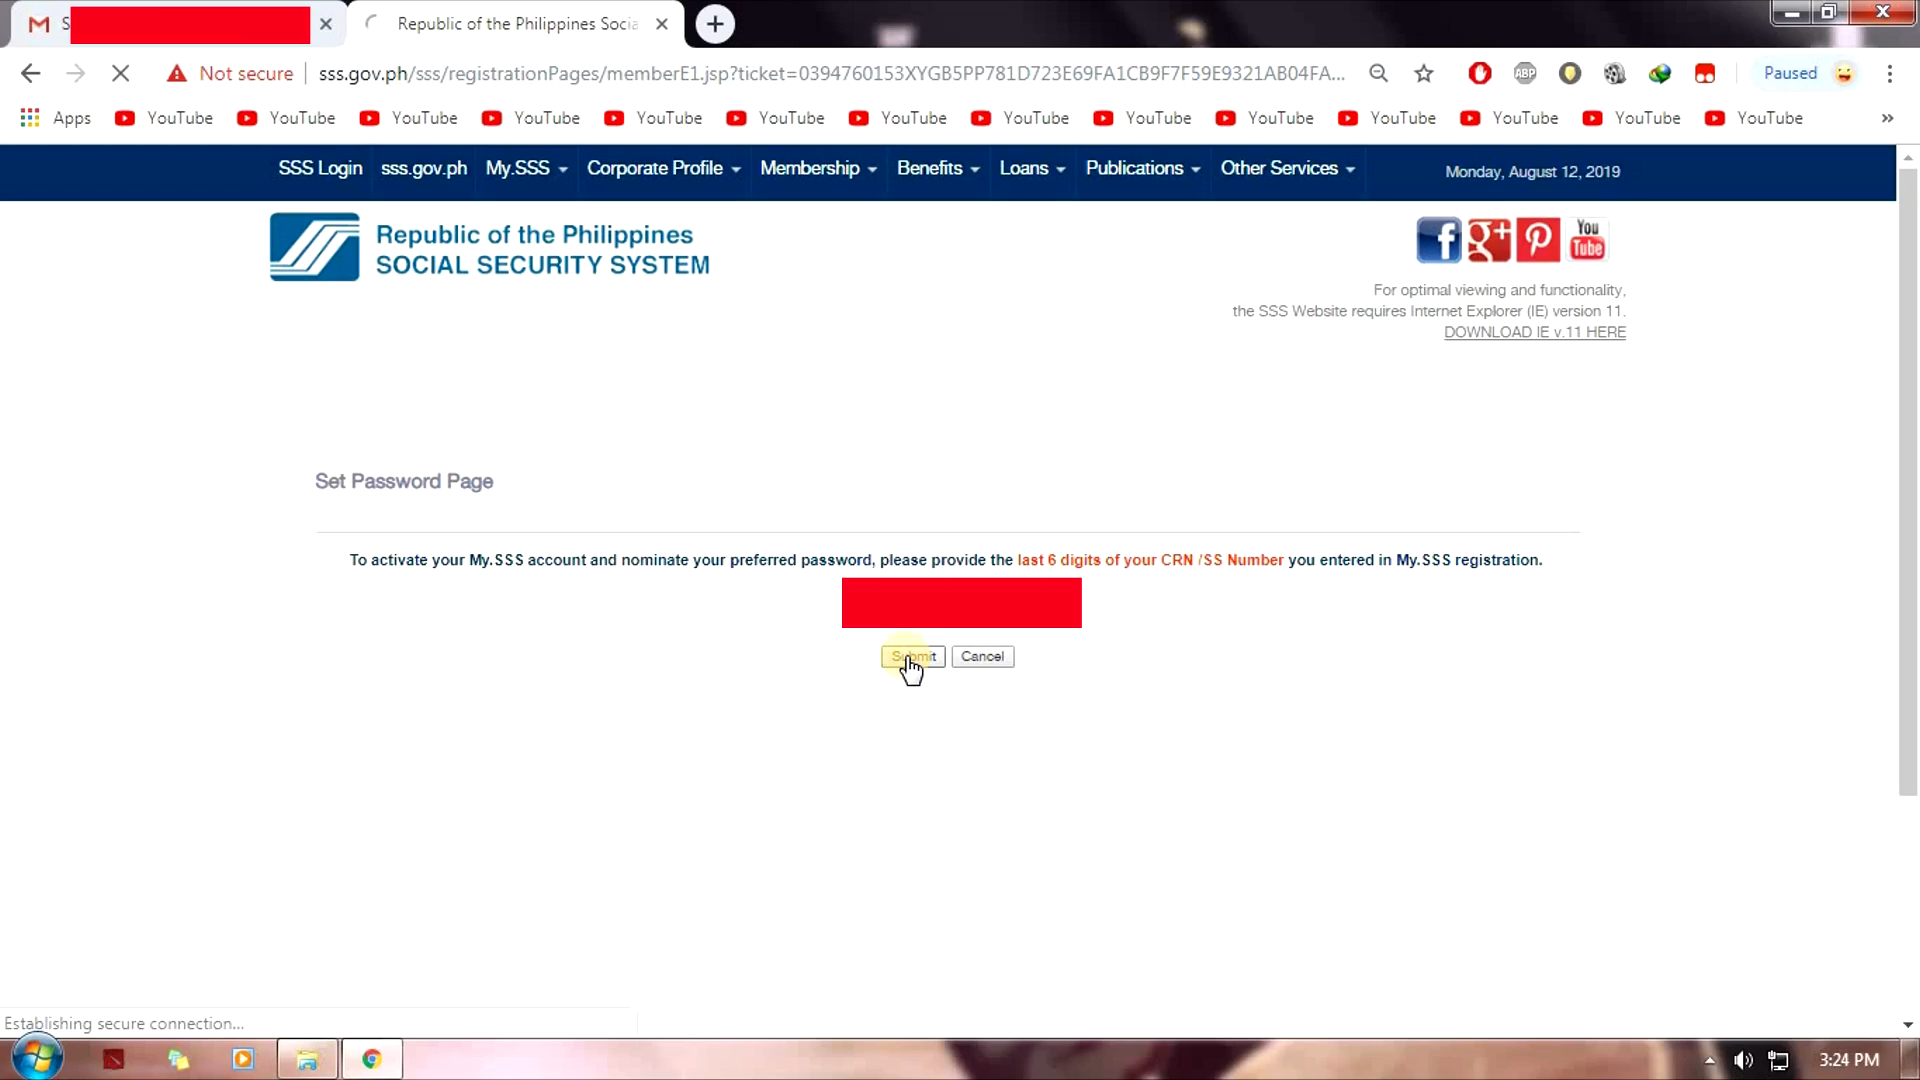 S
Republic of the Philippines Socia
Not secure
sss.gov.ph/sss/registrationPages/memberE1.jsp?ticket=0394760153XYGB5PP781D723E69FA1CB9F7F59E9321AB04FA...
ABP
Paused
Apps
YouTube
YouTube
YouTube
YouTube
YouTube
YouTube
YouTube
YouTube
YouTube
YouTube
YouTube
YouTube
YouTube
YouTube
»
SSS Login
sss.gov.ph
My.SSS
Corporate Profile
Membership
Benefits
Loans
Publications
Other Services
Monday, August 12, 2019
Republic of the Philippines
SOCIAL SECURITY SYSTEM
f
g+
You
Tube
For optimal viewing and functionality,
the SSS Website requires Internet Explorer (IE) version 11.
DOWNLOAD IE v.11 HERE
Set Password Page
To activate your My.SSS account and nominate your preferred password, please provide the last 6 digits of your CRN /SS Number you entered in My.SSS registration.
Submit
Cancel
Establishing secure connection...
3:24 PM